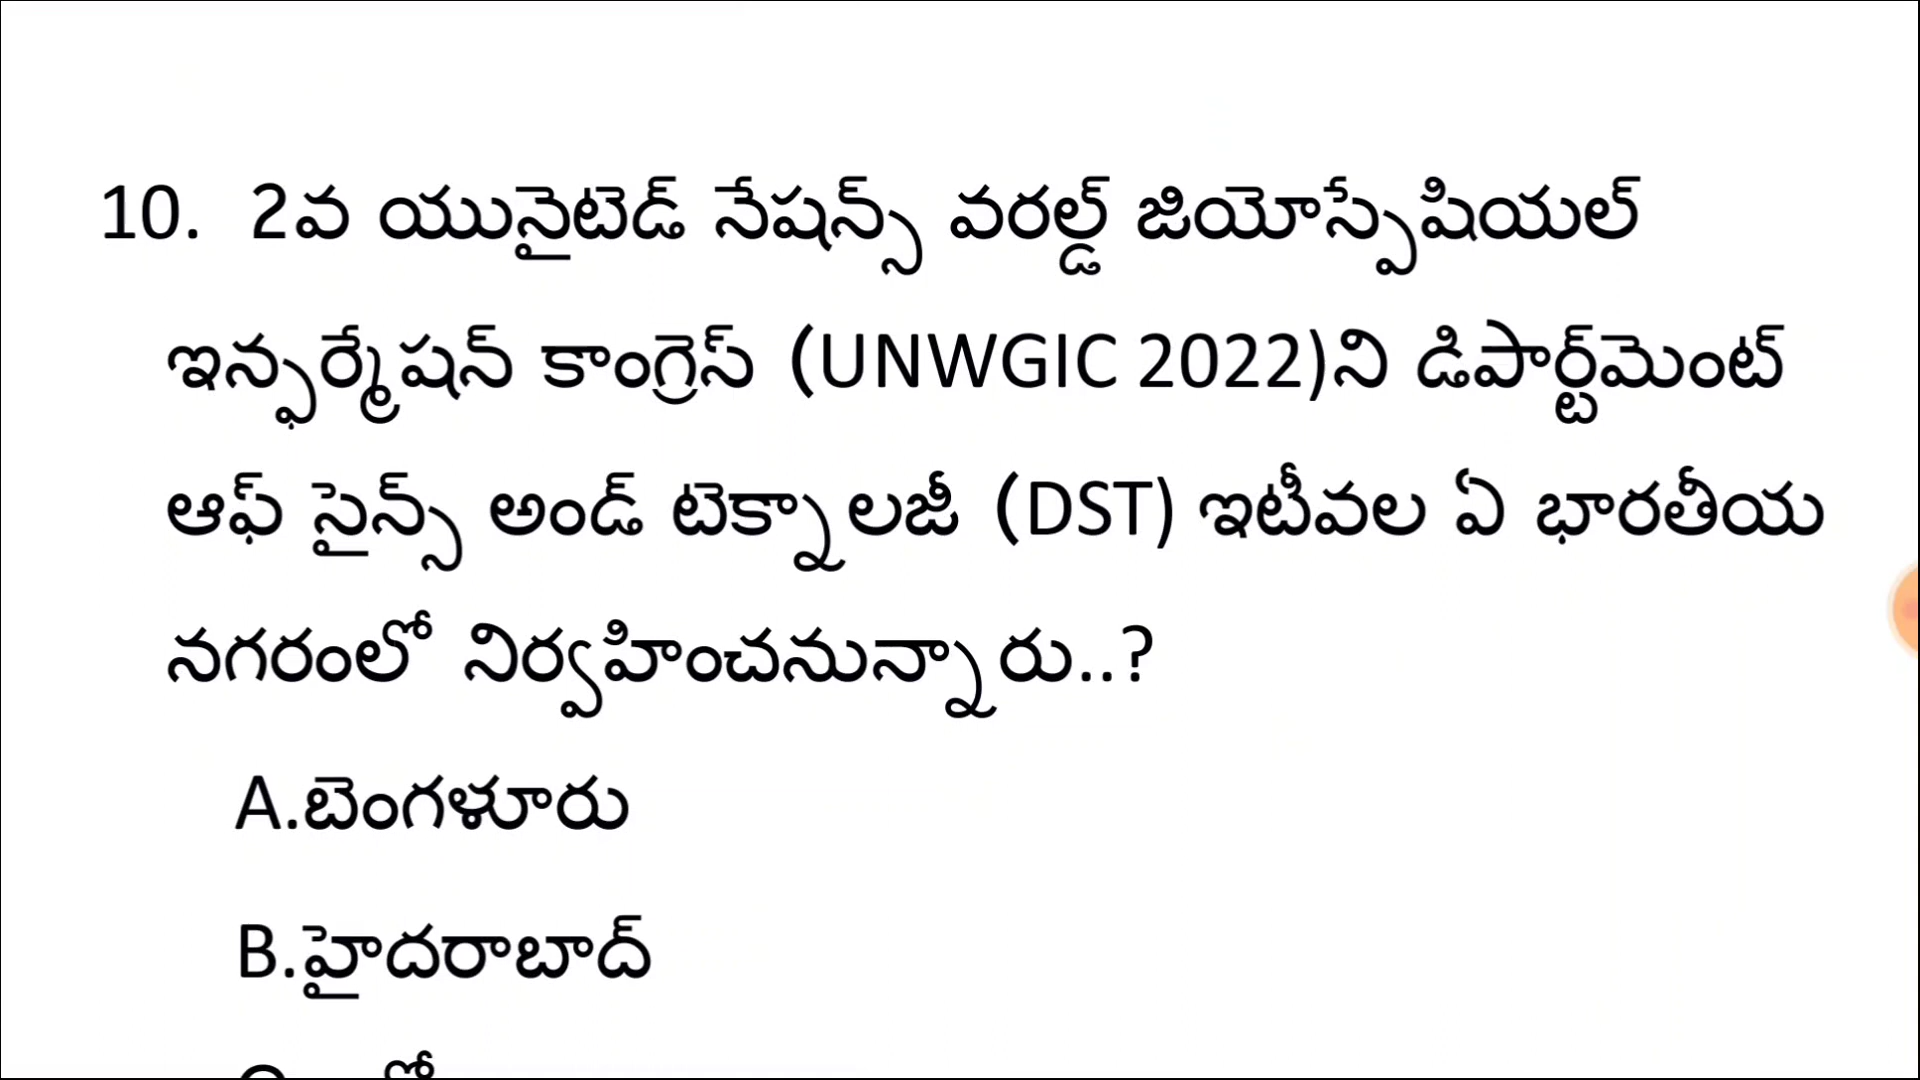 10. 2వ యునైటెడ్ నేషన్స్ వరల్డ్ జియోస్పేషియల్
ఇన్ఫర్మేషన్ కాంగ్రెస్ (UNWGIC 2022)ని డిపార్ట్‌మెంట్
ఆఫ్ సైన్స్ అండ్ టెక్నాలజీ (DST) ఇటీవల ఏ భారతీయ
నగరంలో నిర్వహించనున్నారు..?
A.బెంగళూరు
B.హైదరాబాద్